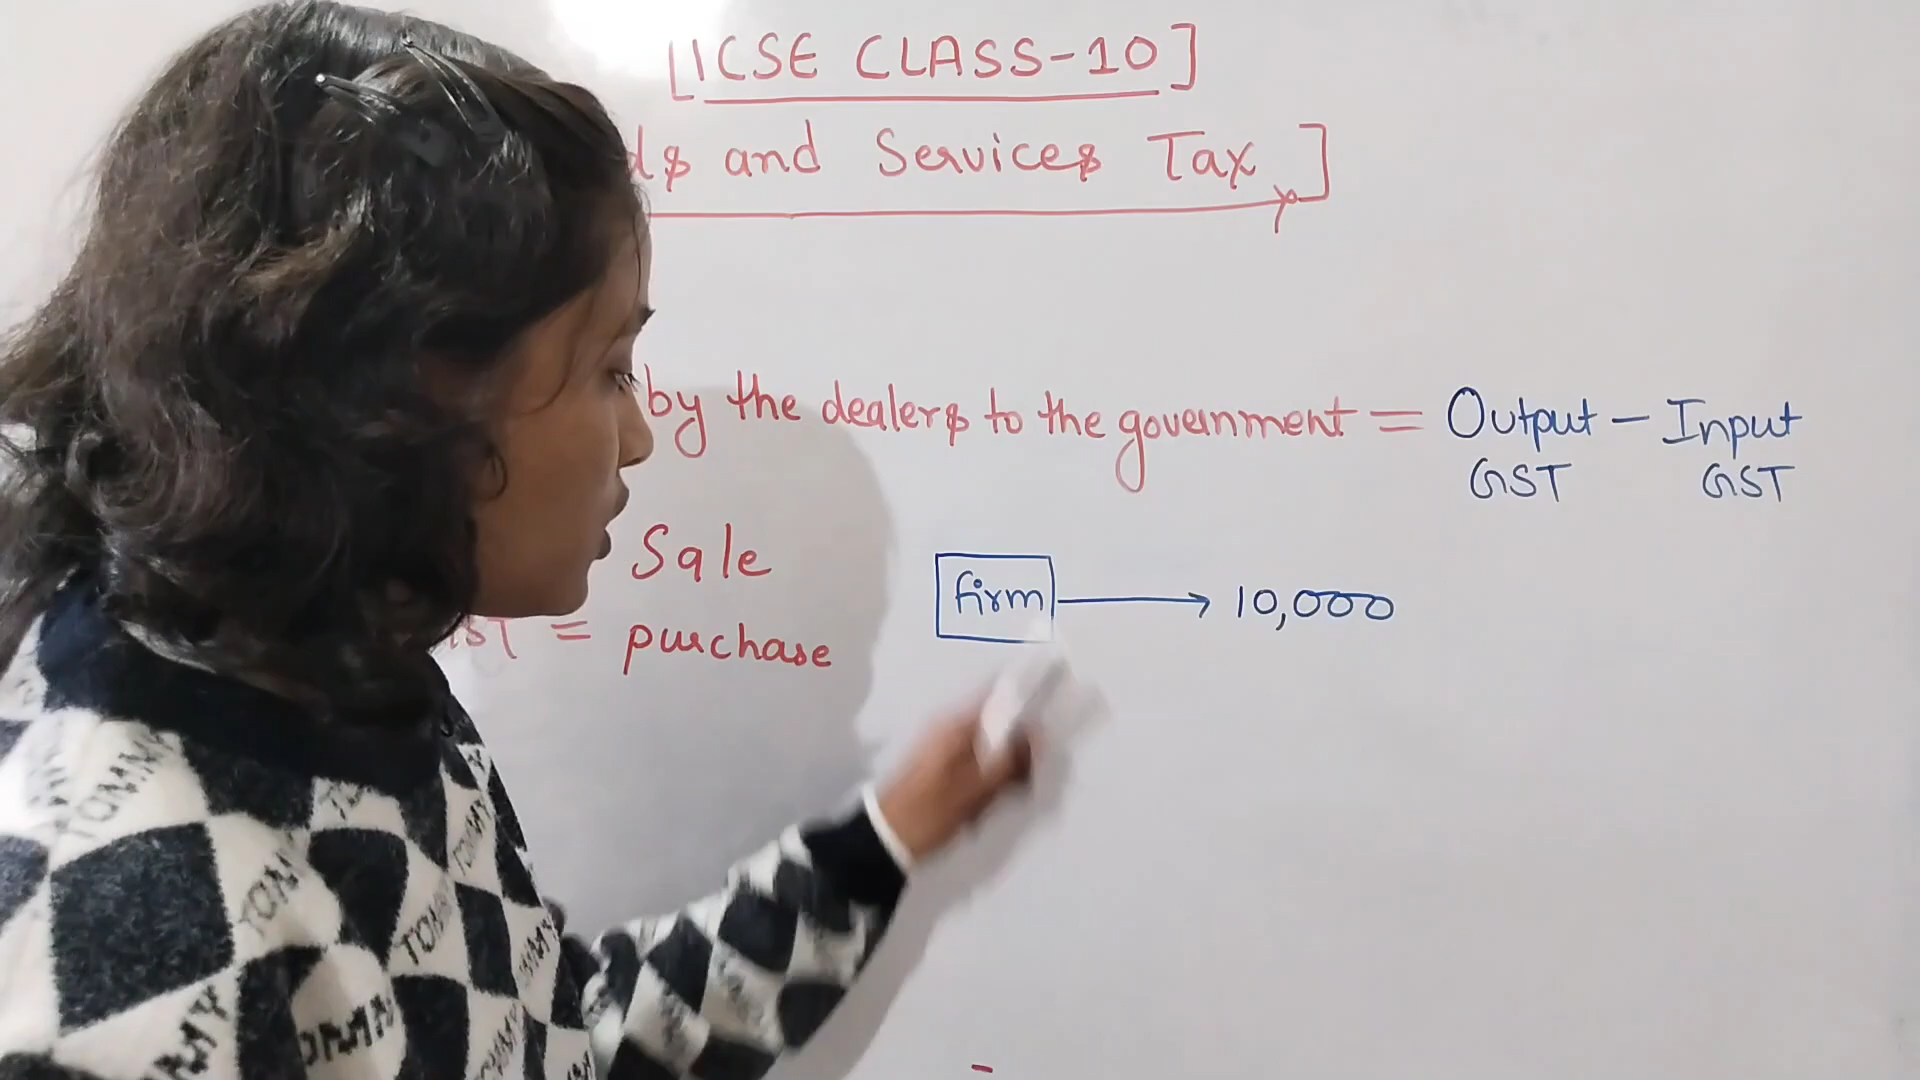 [ICSE CLASS-10]
and Services Tax]
by the dealers to the government = Output - Input
GST GST
Sale
firm → 10,000
= purchase
TOMMY